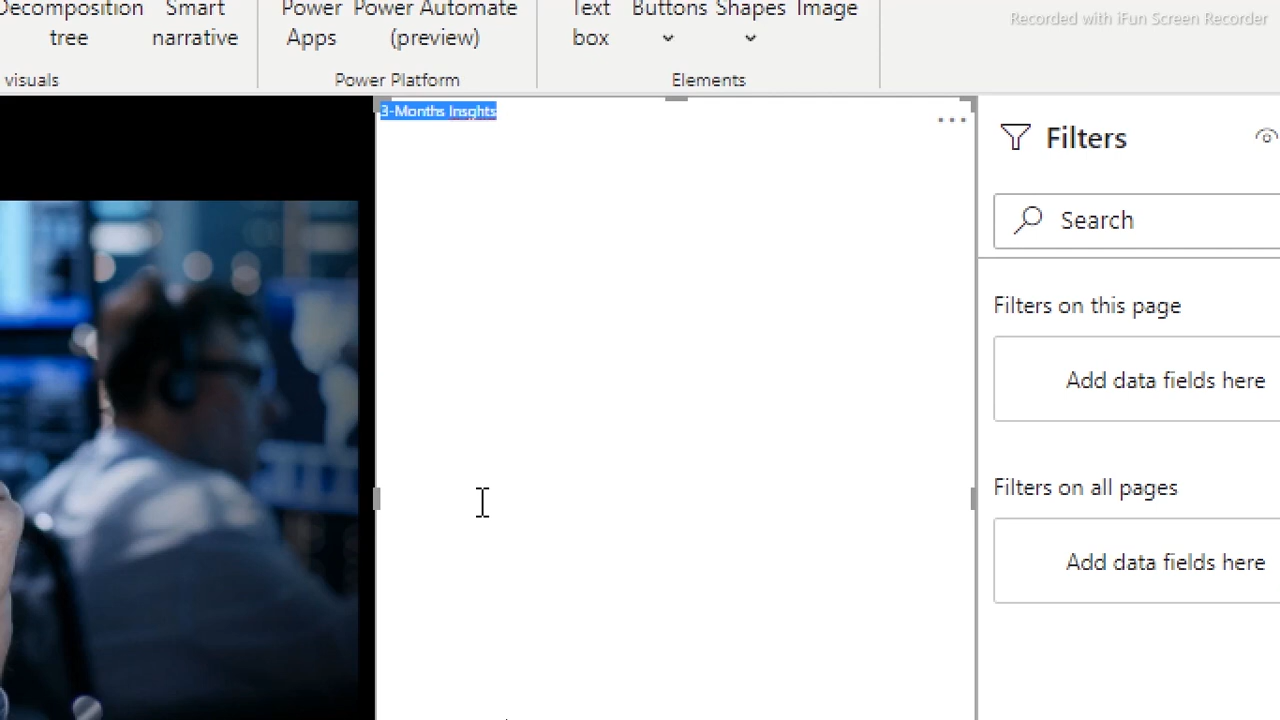 Decomposition
tree
Smart
narrative
visuals
Power
Apps
Power Automate
(preview)
Power Platform
Text
box
Buttons
Shapes
Image
Elements
Recorded with iFun Screen Recorder
3-Months Insghts
Filters
Search
Filters on this page
Add data fields here
Filters on all pages
Add data fields here